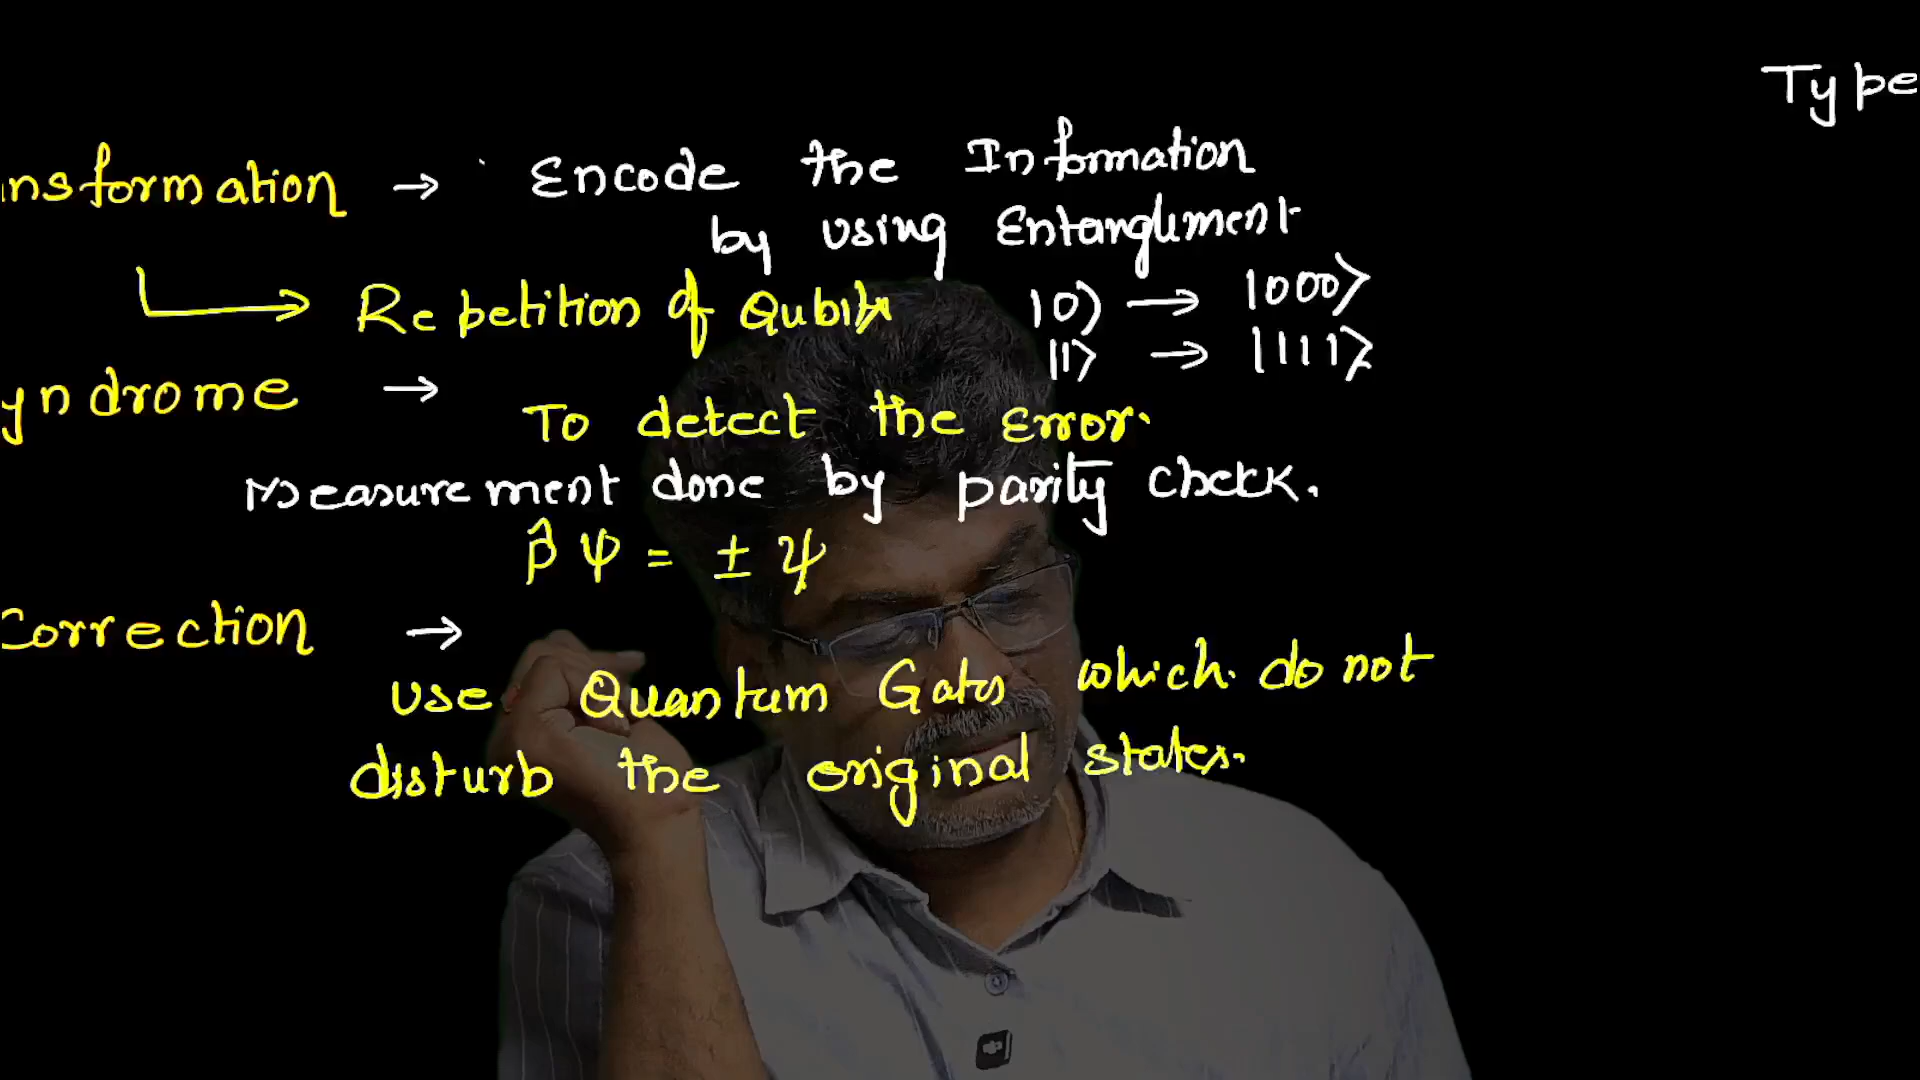 Type
ansformation → Encode the Information
by using Entanglement
Repetition of Qubits |0⟩ → |000⟩
|1⟩ → |111⟩
yndrome →
To detect the Error.
Measurement done by parity check.
P̂ ψ = ± ψ
Correction →
use Quantum Gates which do not
disturb the original states.